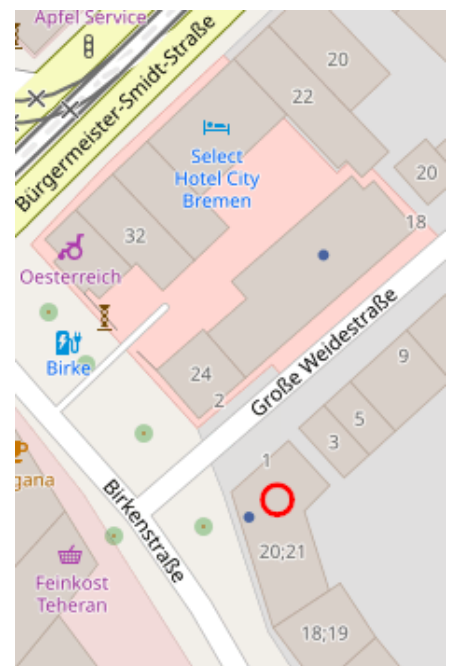 Apfel Service
20
Bürgermeister-Smidt-Straße
22
Select
Hotel City
Bremen
20
18
32
Oesterreich
Große Weidestraße
Birke
24
2
9
5
3
gana
1
Birkenstraße
20;21
Feinkost
Teheran
18;19